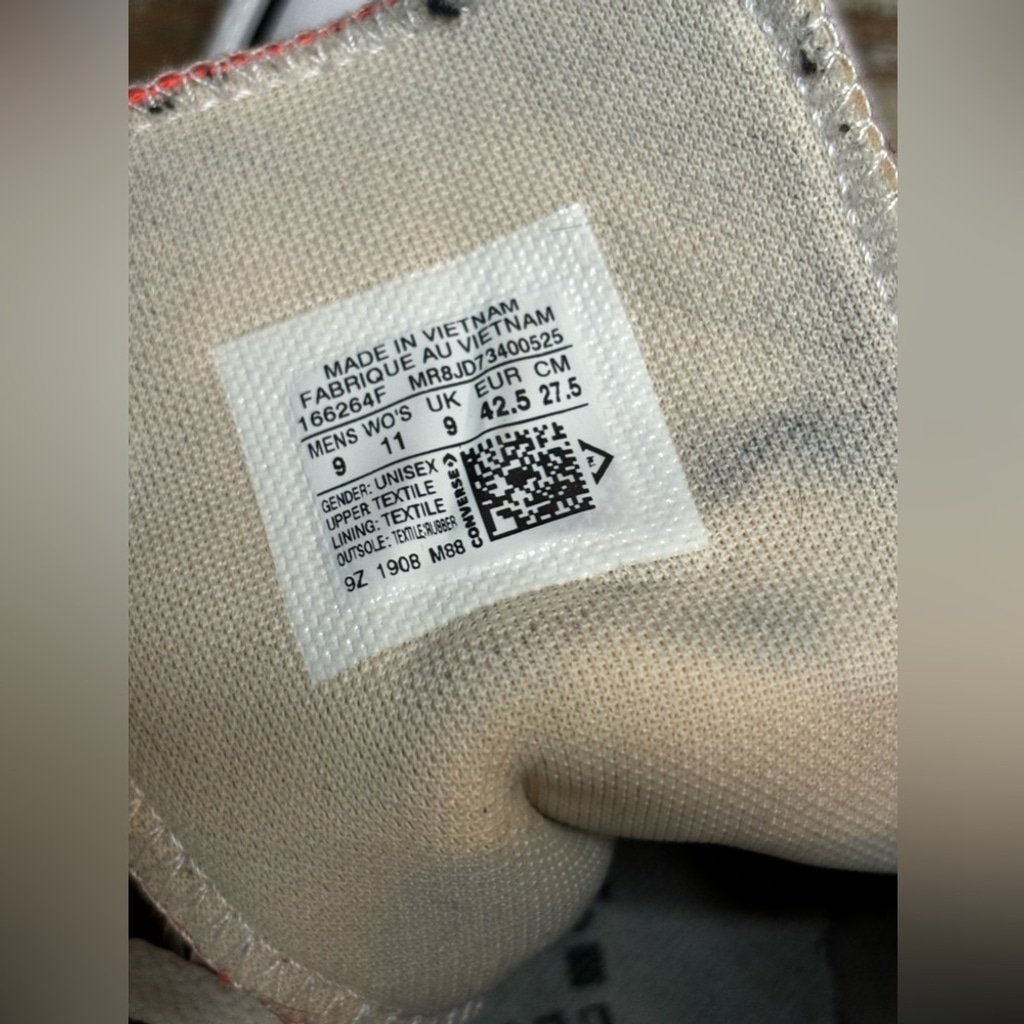 MADE IN VIETNAM
FABRIQUE AU VIETNAM
166264F MR8JD73400525
MENS WO'S UK EUR CM
9 11 9 42.5 27.5
GENDER: UNISEX
UPPER: TEXTILE
LINING: TEXTILE
OUTSOLE: TEXTILE/RUBBER
CONVERSE
9Z 1908 M88